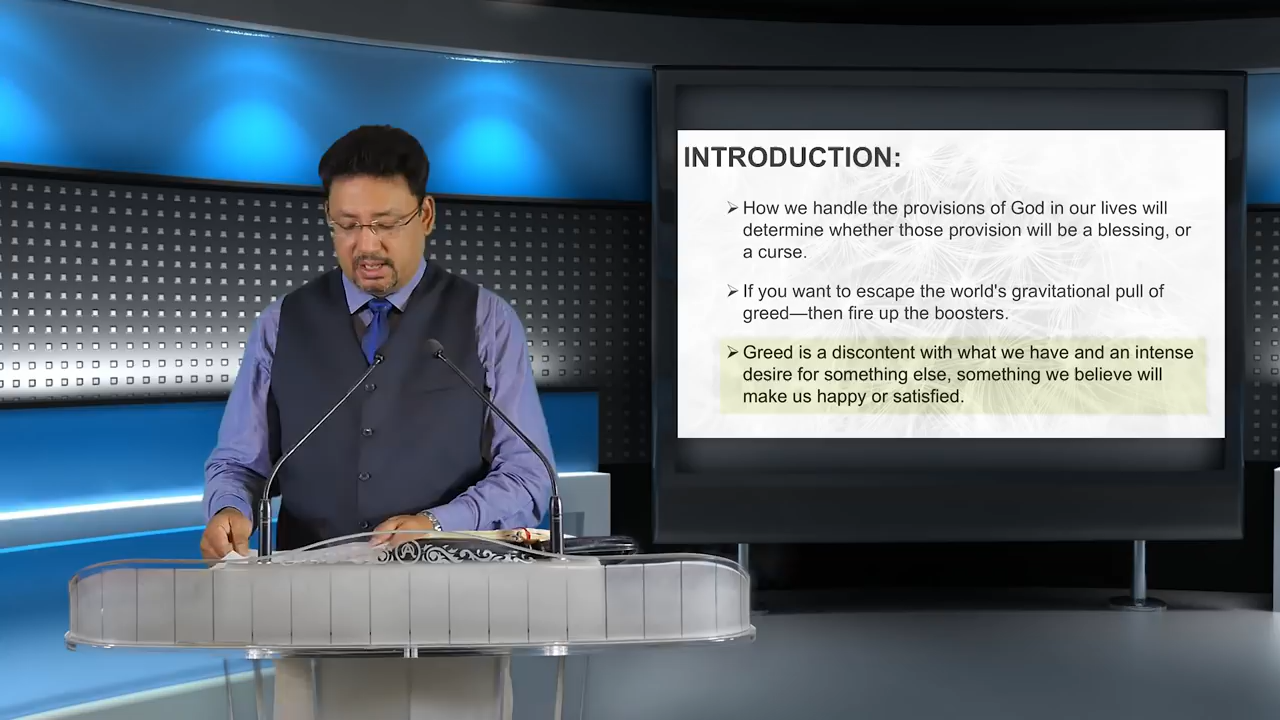 INTRODUCTION:
➢ How we handle the provisions of God in our lives will
determine whether those provision will be a blessing, or
a curse.
➢ If you want to escape the world's gravitational pull of
greed—then fire up the boosters.
➢ Greed is a discontent with what we have and an intense
desire for something else, something we believe will
make us happy or satisfied.